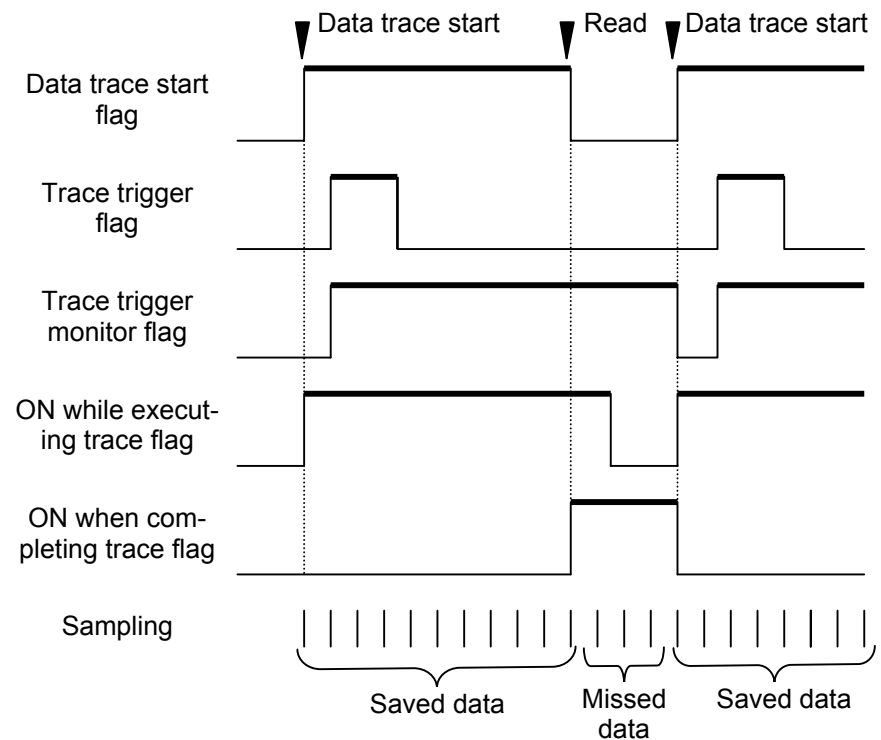 Data trace start
Read
Data trace start
Data trace start
flag
Trace trigger
flag
Trace trigger
monitor flag
ON while execut-
ing trace flag
ON when com-
pleting trace flag
Sampling
Saved data
Missed
data
Saved data